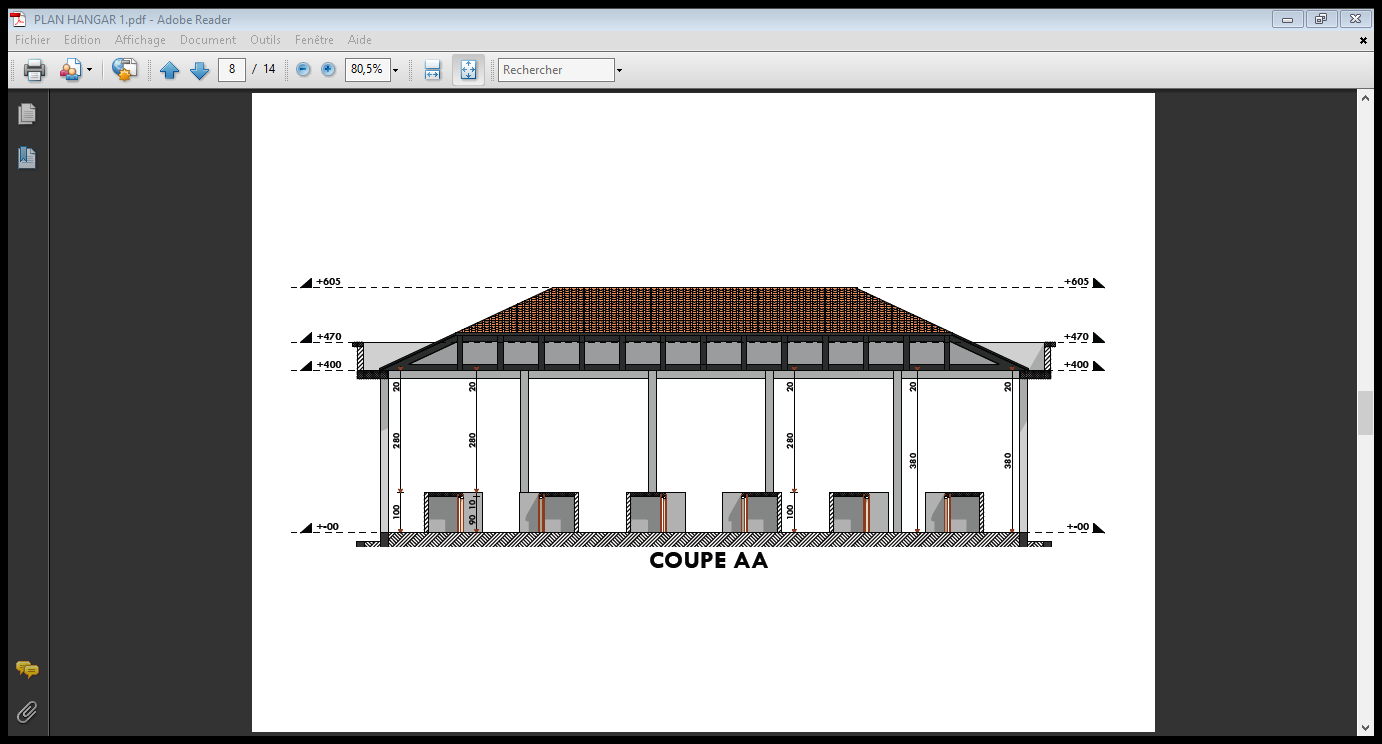 PLAN HANGAR 1.pdf - Adobe Reader
Fichier Edition Affichage Document Outils Fenêtre Aide
8 / 14 80,5% Rechercher
+605 +605
+470 +470
+400 +400
20 20 20 20 20
280 280 280 380 380
100 90 10 100
+-00 +-00
COUPE AA